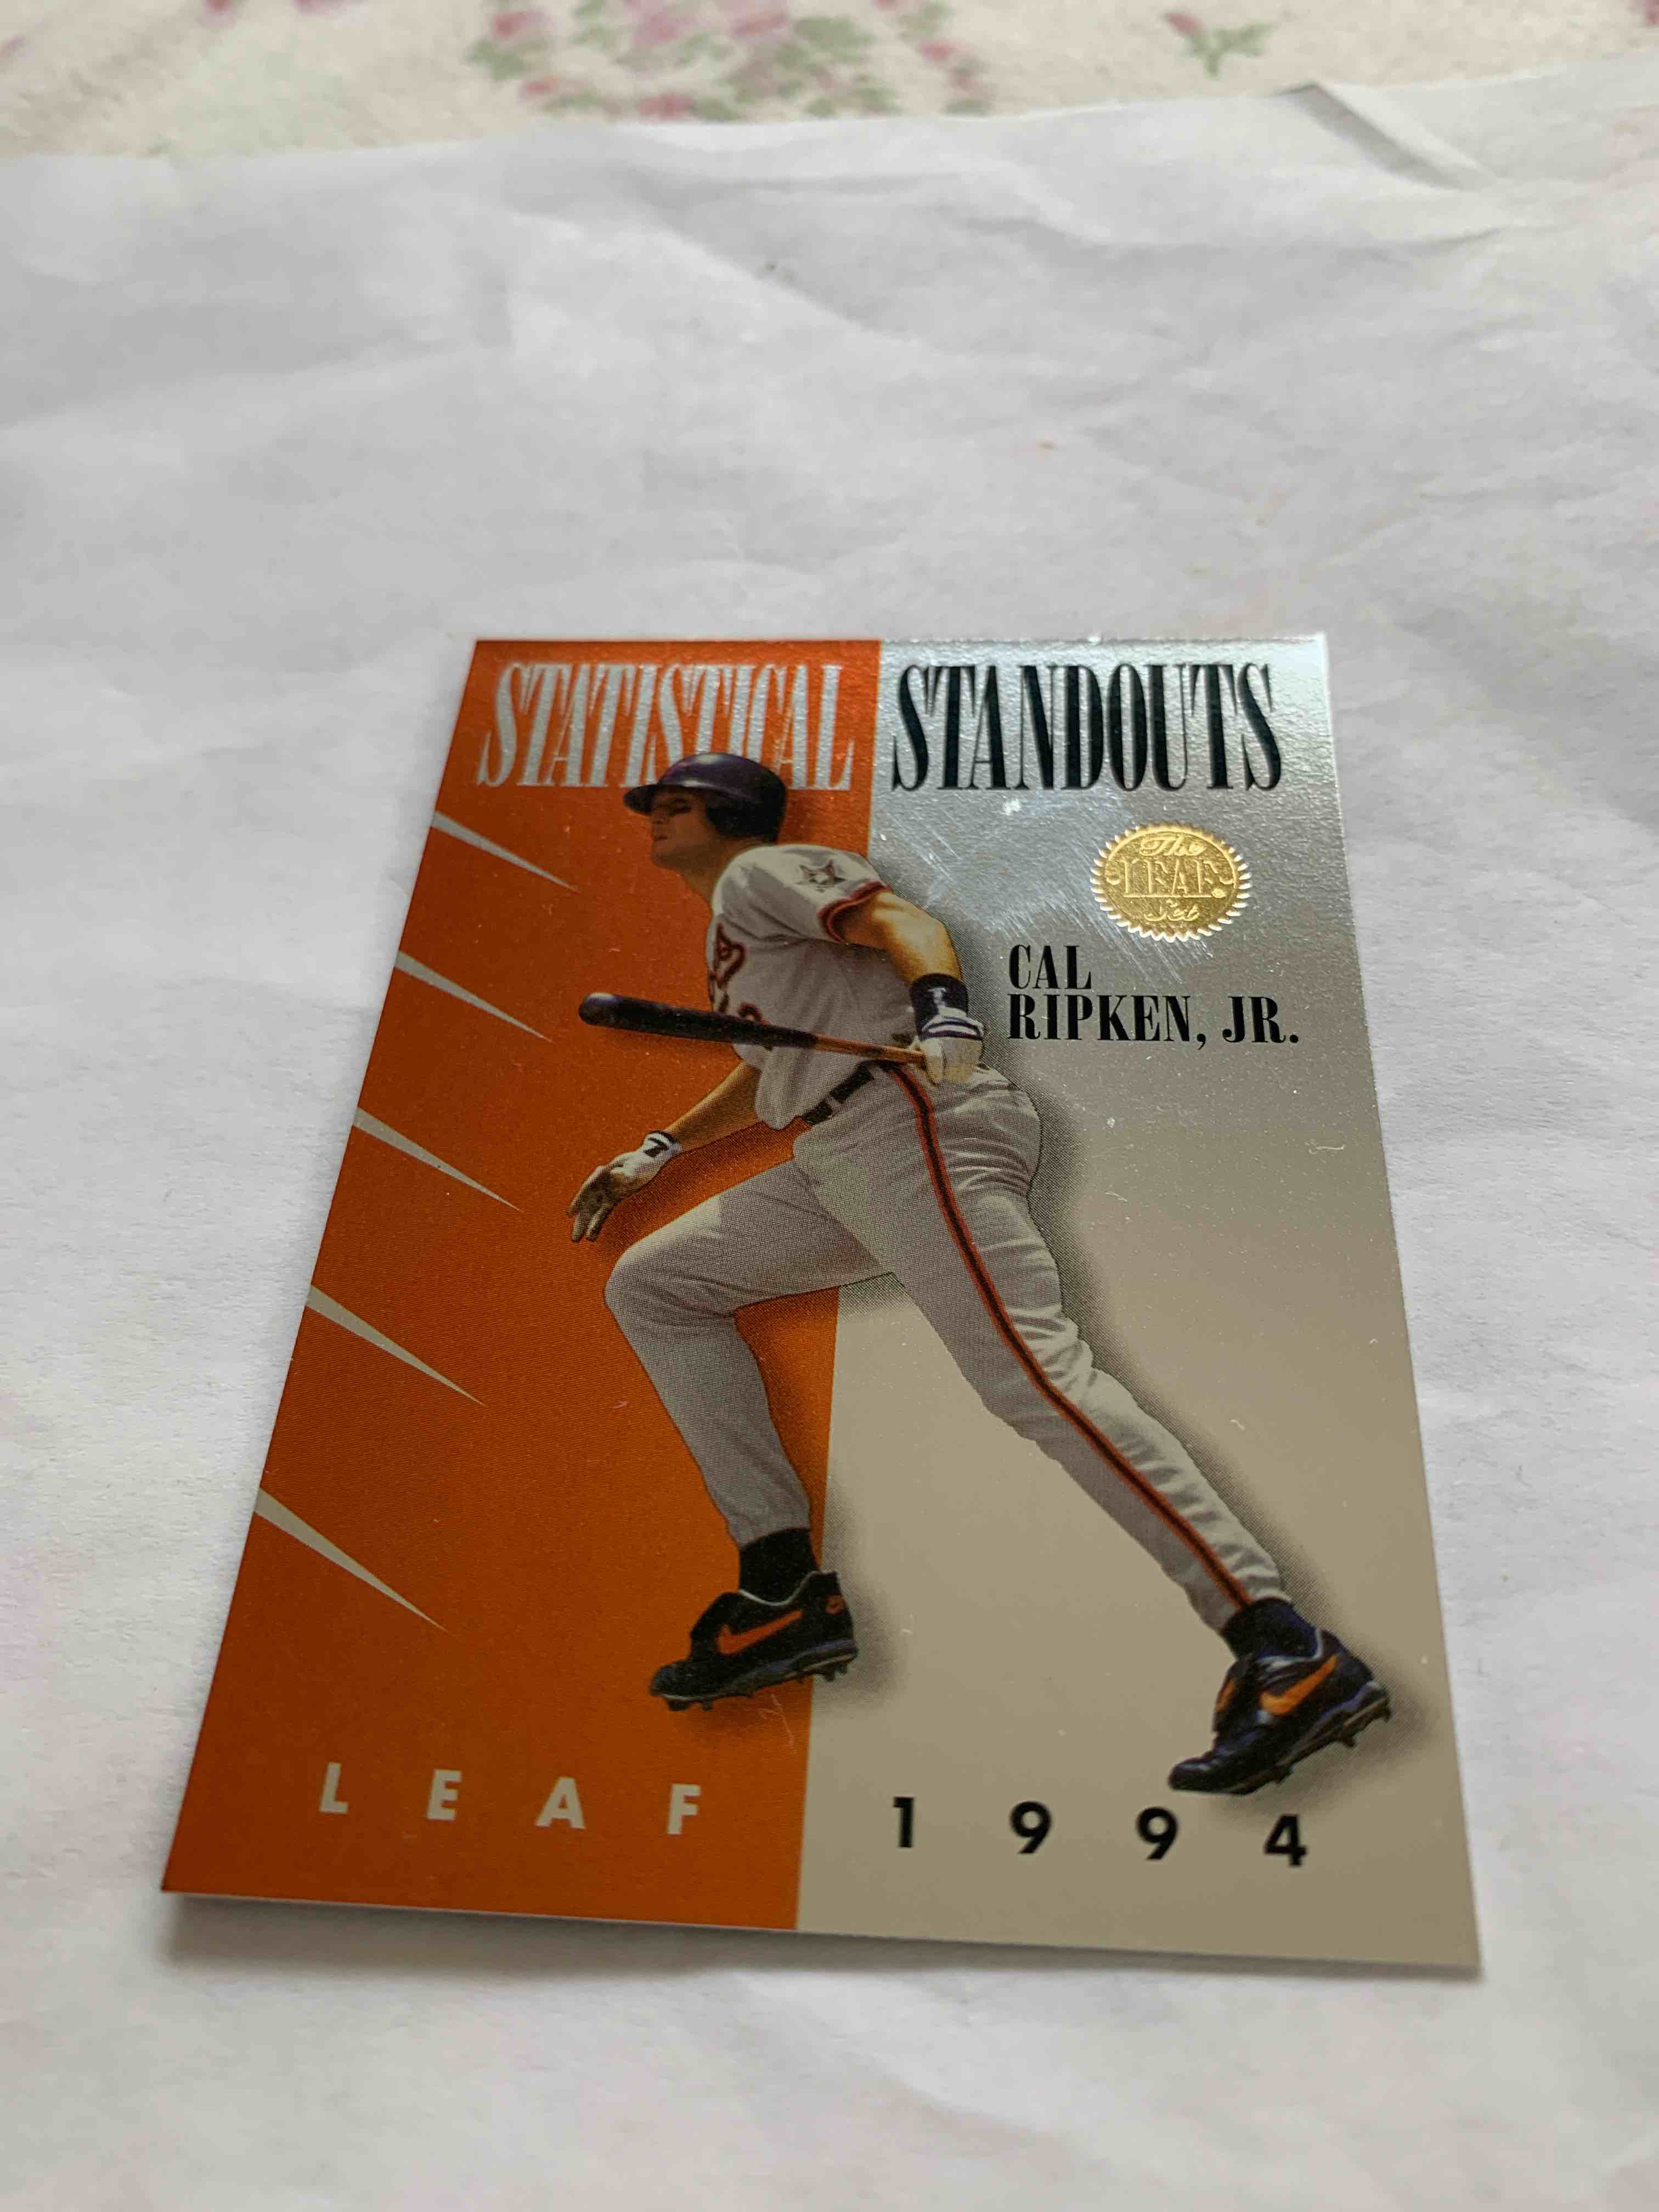 STATISTICAL STANDOUTS
The
LEAF
Set
CAL
RIPKEN, JR.
LEAF 1994